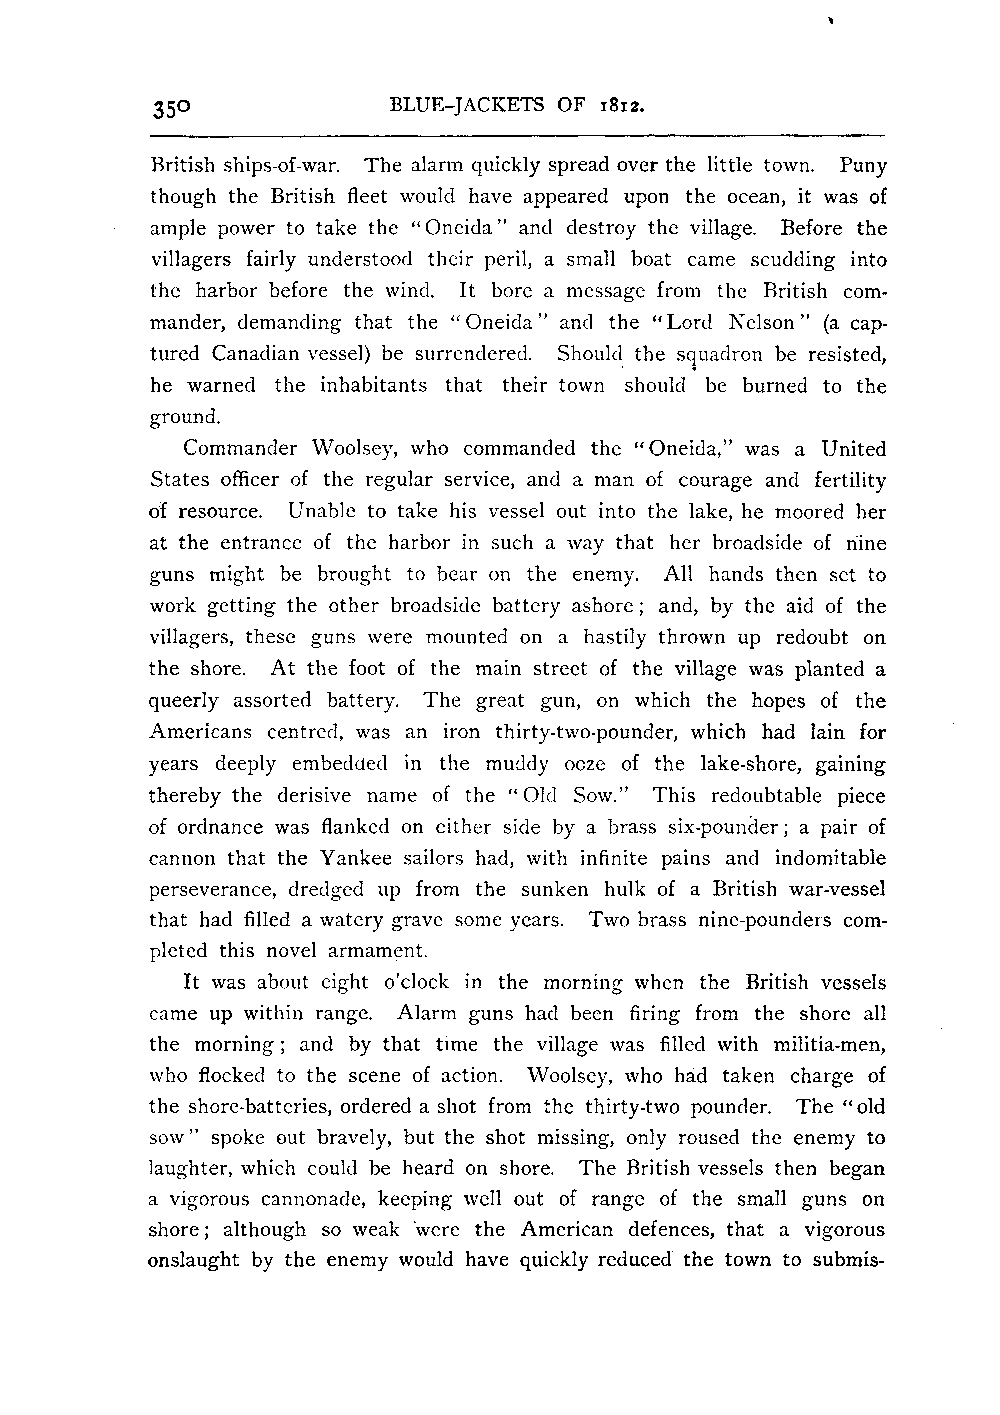 350 BLUE-JACKETS OF 1812.
British ships-of-war. The alarm quickly spread over the little town. Puny
though the British fleet would have appeared upon the ocean, it was of
ample power to take the "Oneida" and destroy the village. Before the
villagers fairly understood their peril, a small boat came scudding into
the harbor before the wind. It bore a message from the British com-
mander, demanding that the "Oneida" and the "Lord Nelson" (a cap-
tured Canadian vessel) be surrendered. Should the squadron be resisted,
he warned the inhabitants that their town should be burned to the
ground.
Commander Woolsey, who commanded the "Oneida," was a United
States officer of the regular service, and a man of courage and fertility
of resource. Unable to take his vessel out into the lake, he moored her
at the entrance of the harbor in such a way that her broadside of nine
guns might be brought to bear on the enemy. All hands then set to
work getting the other broadside battery ashore; and, by the aid of the
villagers, these guns were mounted on a hastily thrown up redoubt on
the shore. At the foot of the main street of the village was planted a
queerly assorted battery. The great gun, on which the hopes of the
Americans centred, was an iron thirty-two-pounder, which had lain for
years deeply embedded in the muddy ooze of the lake-shore, gaining
thereby the derisive name of the "Old Sow." This redoubtable piece
of ordnance was flanked on either side by a brass six-pounder; a pair of
cannon that the Yankee sailors had, with infinite pains and indomitable
perseverance, dredged up from the sunken hulk of a British war-vessel
that had filled a watery grave some years. Two brass nine-pounders com-
pleted this novel armament.
It was about eight o'clock in the morning when the British vessels
came up within range. Alarm guns had been firing from the shore all
the morning; and by that time the village was filled with militia-men,
who flocked to the scene of action. Woolsey, who had taken charge of
the shore-batteries, ordered a shot from the thirty-two pounder. The "old
sow" spoke out bravely, but the shot missing, only roused the enemy to
laughter, which could be heard on shore. The British vessels then began
a vigorous cannonade, keeping well out of range of the small guns on
shore; although so weak were the American defences, that a vigorous
onslaught by the enemy would have quickly reduced the town to submis-